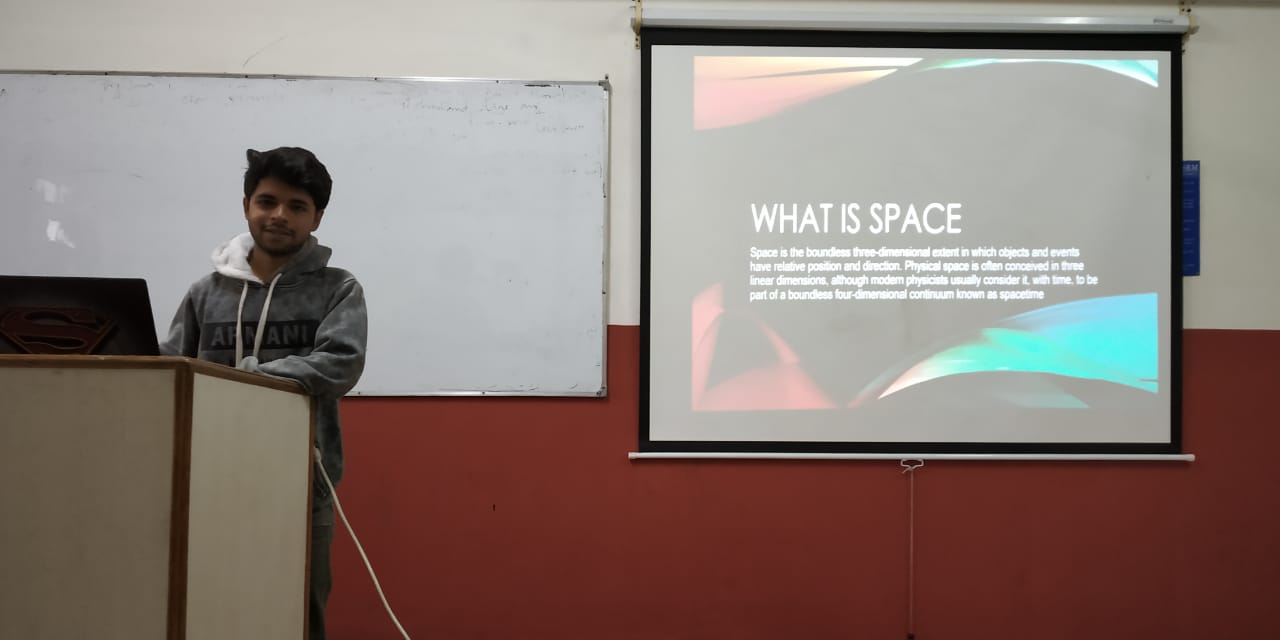 ARMANI
WHAT IS SPACE
Space is the boundless three-dimensional extent in which objects and events
have relative position and direction. Physical space is often conceived in three
linear dimensions, although modern physicists usually consider it, with time, to be
part of a boundless four-dimensional continuum known as spacetime